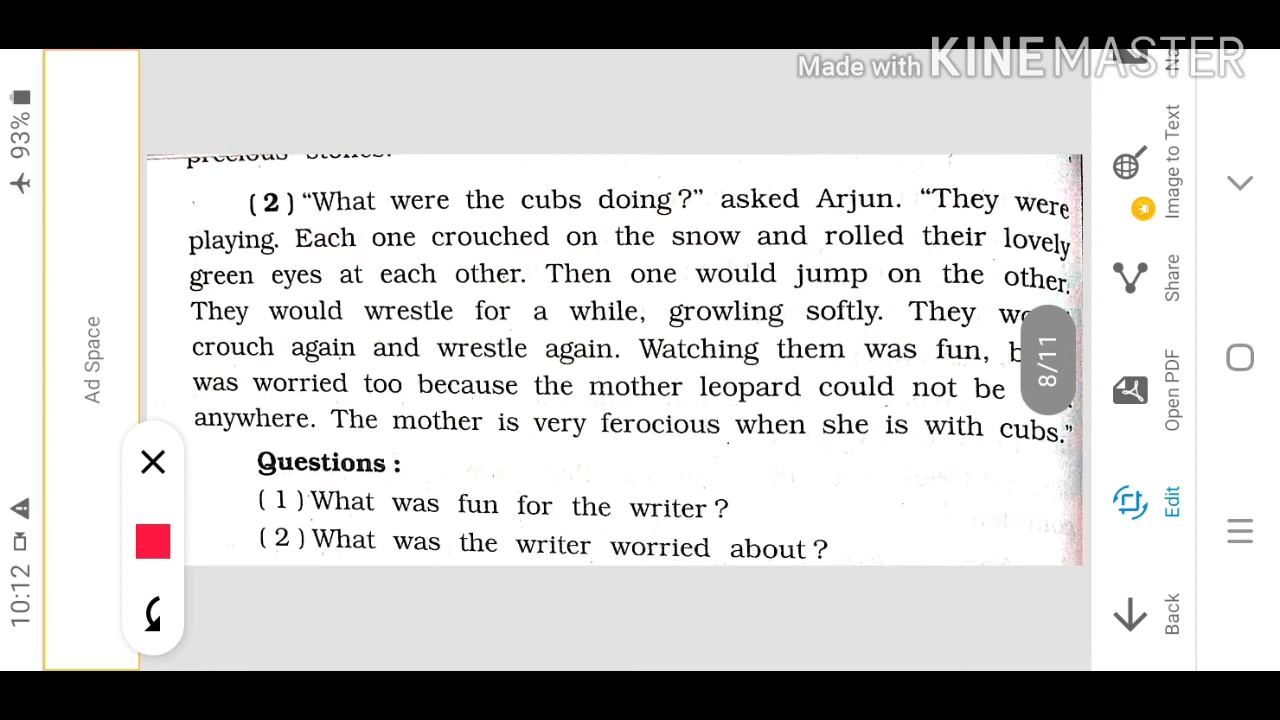 Made with KINEMASTER
precious stones.
( 2 ) “What were the cubs doing?” asked Arjun. “They were
playing. Each one crouched on the snow and rolled their lovely
green eyes at each other. Then one would jump on the other.
They would wrestle for a while, growling softly. They
crouch again and wrestle again. Watching them was fun,
was worried too because the mother leopard could not be
anywhere. The mother is very ferocious when she is with cubs.”
Questions :
( 1 ) What was fun for the writer ?
( 2 ) What was the writer worried about ?
8/11
Ad Space
10:12
93%
Image to Text
Share
Open PDF
Edit
Back